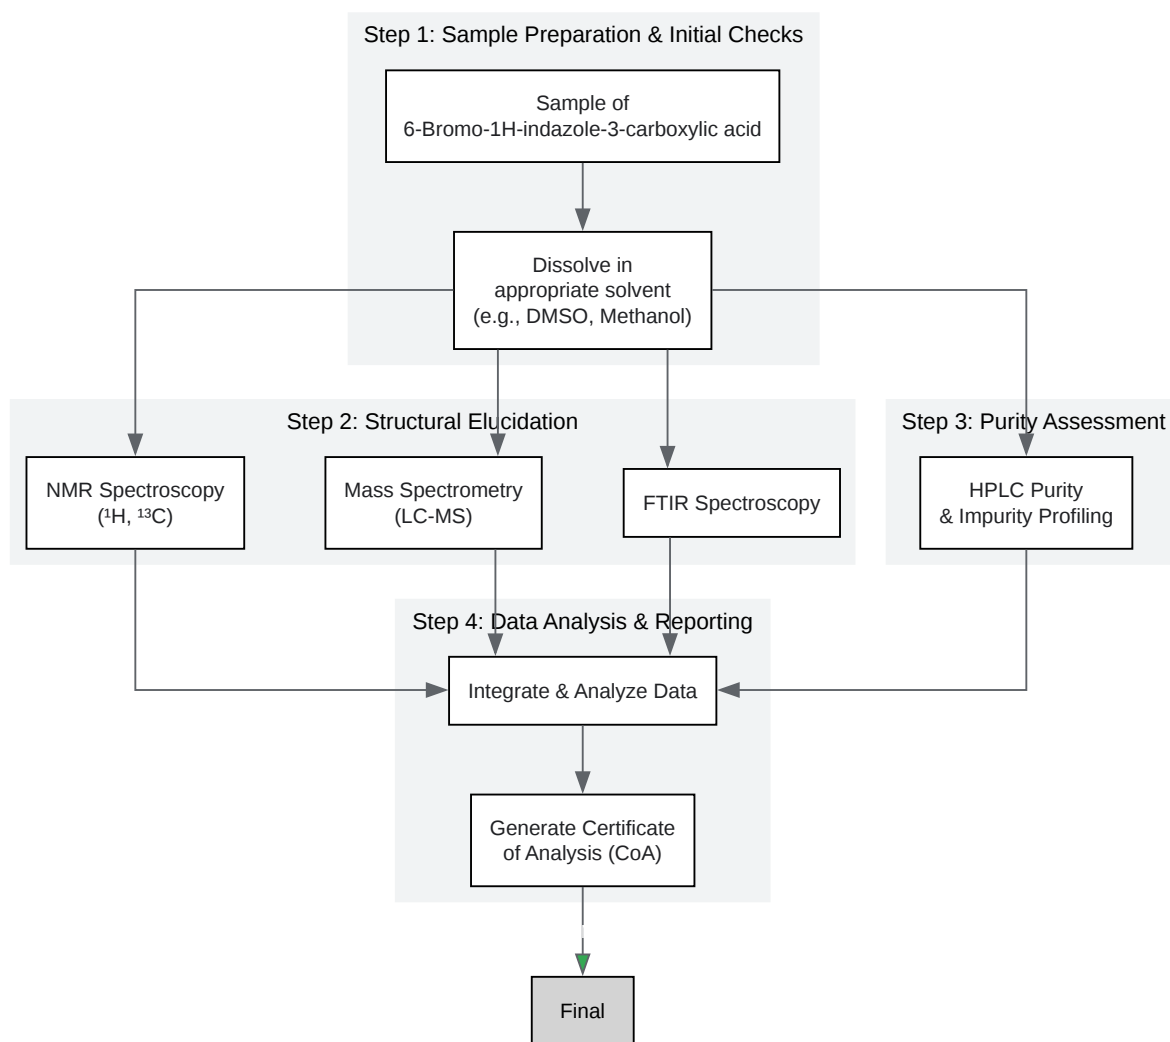 Step 1: Sample Preparation & Initial Checks
Sample of
6-Bromo-1H-indazole-3-carboxylic acid
Dissolve in
appropriate solvent
(e.g., DMSO, Methanol)
Step 2: Structural Elucidation
Step 3: Purity Assessment
NMR Spectroscopy
(¹H, ¹³C)
Mass Spectrometry
(LC-MS)
FTIR Spectroscopy
HPLC Purity
& Impurity Profiling
Step 4: Data Analysis & Reporting
Integrate & Analyze Data
Generate Certificate
of Analysis (CoA)
Final